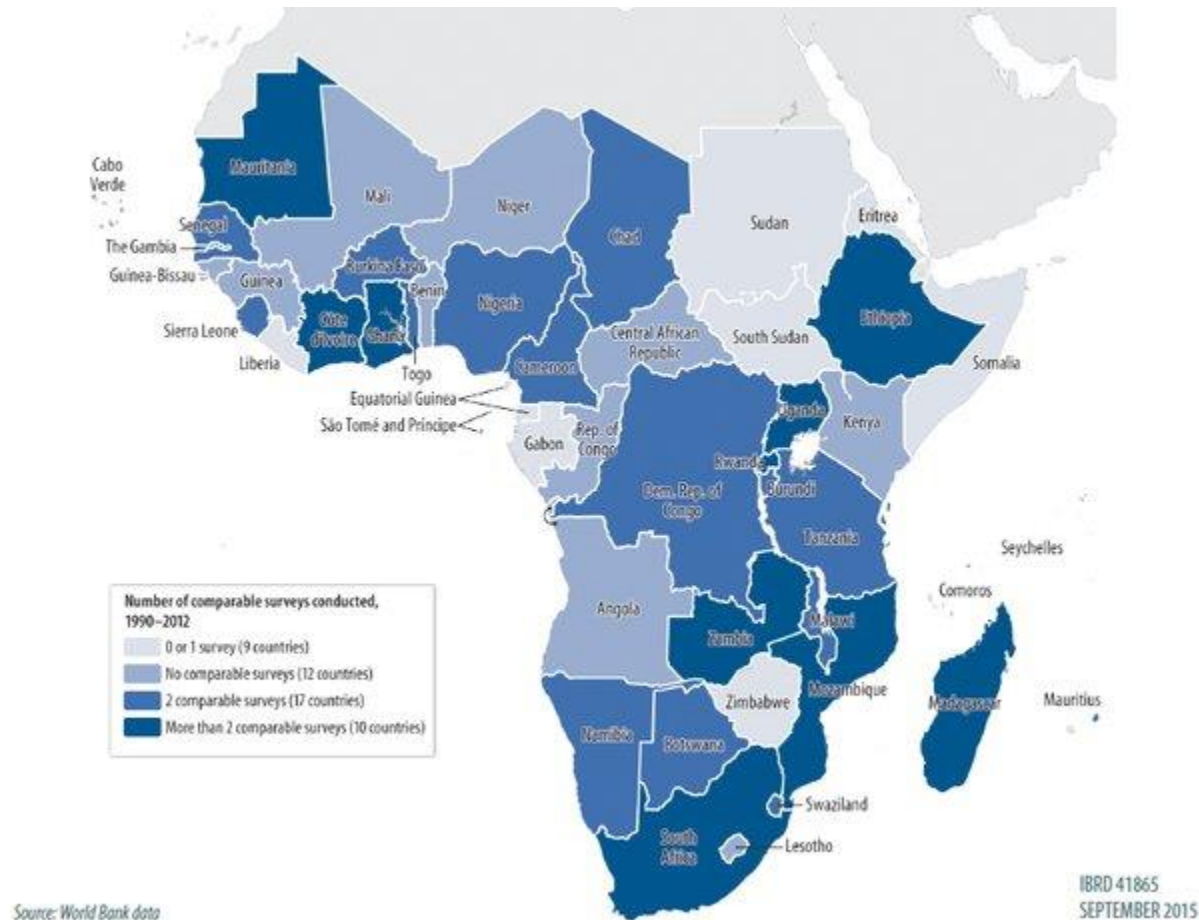 Cabo
Verde
Mauritania
Mali
Niger
Chad
Sudan
Eritrea
Senegal
The Gambia
Guinea-Bissau
Guinea
Burkina Faso
Benin
Nigeria
Sierra Leone
Côte
d'Ivoire
Ghana
Liberia
Togo
Cameroon
Central African
Republic
South Sudan
Ethiopia
Somalia
Equatorial Guinea
São Tomé and Príncipe
Gabon
Rep. of
Congo
Uganda
Kenya
Rwanda
Burundi
Dem. Rep. of
Congo
Tanzania
Seychelles
Comoros
Angola
Zambia
Malawi
Mozambique
Zimbabwe
Madagascar
Mauritius
Namibia
Botswana
Swaziland
South
Africa
Lesotho
Number of comparable surveys conducted,
1990–2012
0 or 1 survey (9 countries)
No comparable surveys (12 countries)
2 comparable surveys (17 countries)
More than 2 comparable surveys (10 countries)
Source: World Bank data
IBRD 41865
SEPTEMBER 2015